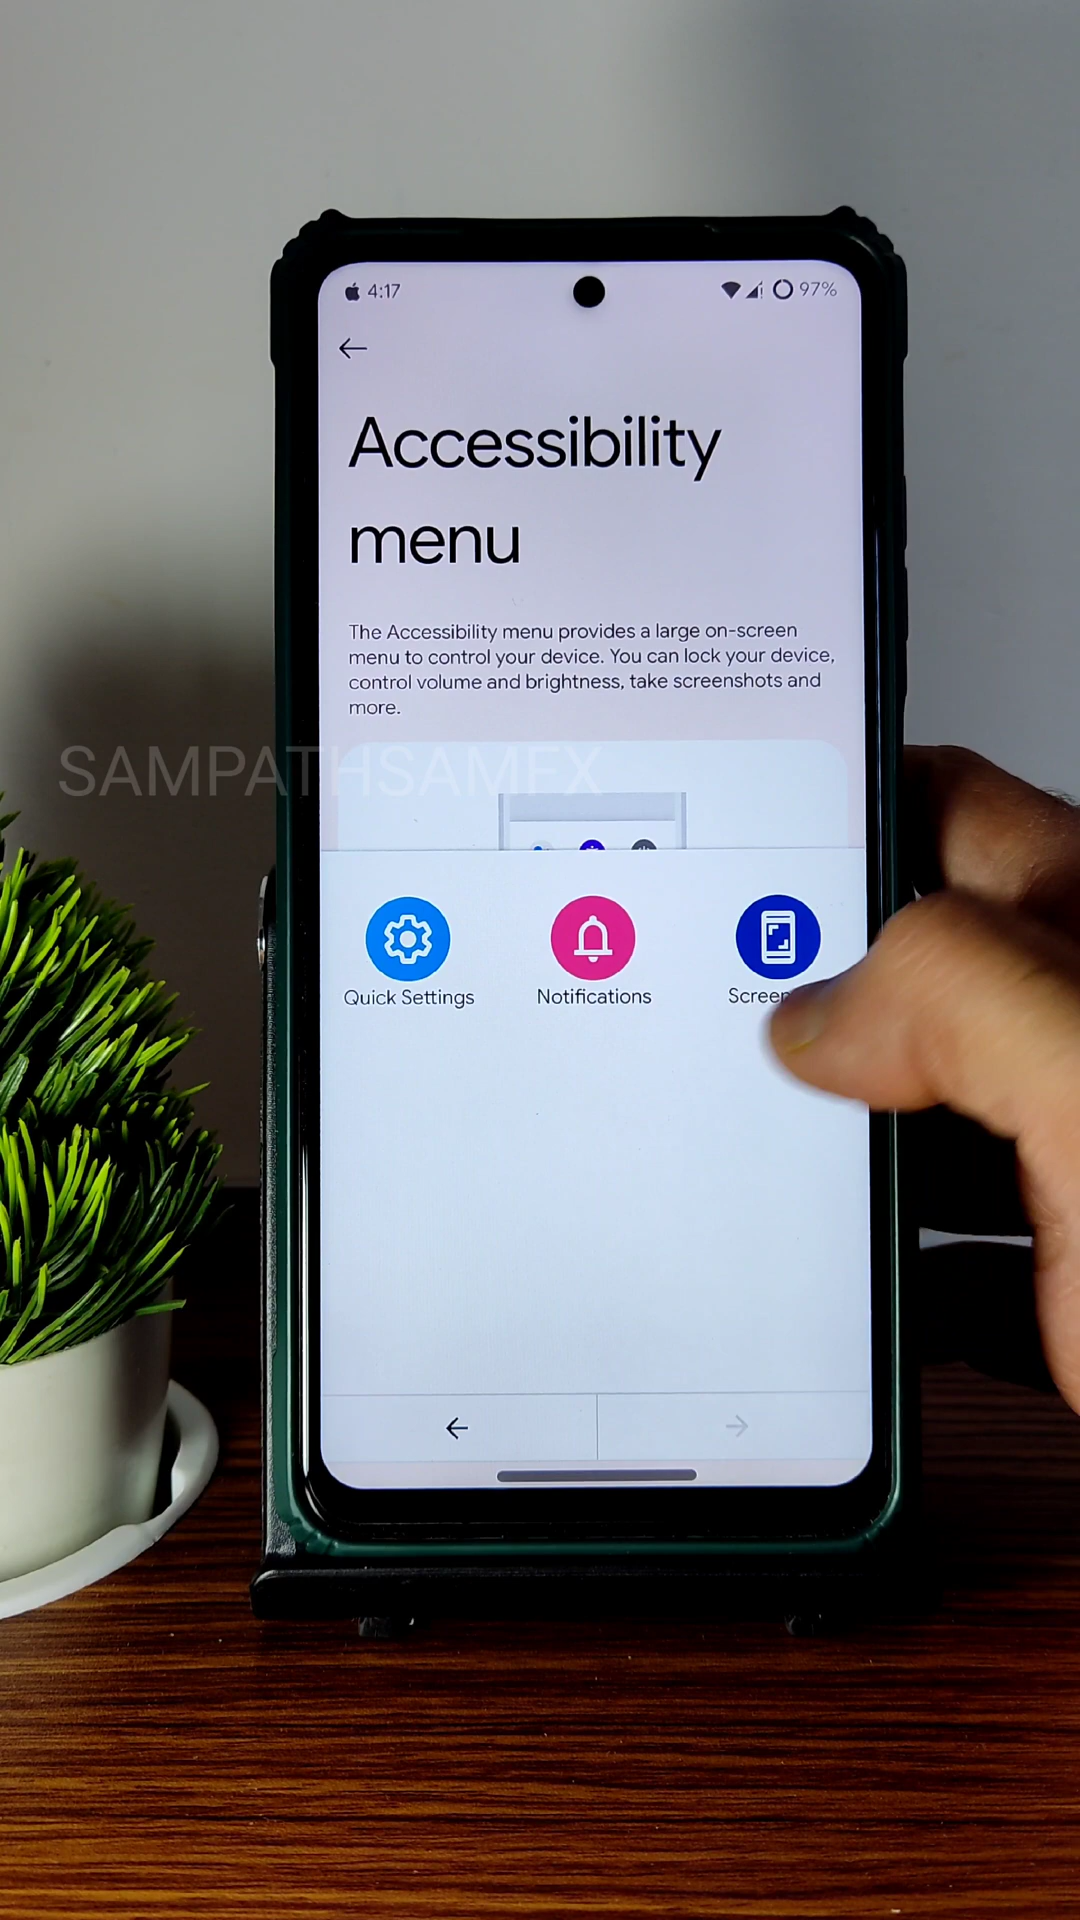 4:17
97%
Accessibility
menu
The Accessibility menu provides a large on-screen
menu to control your device. You can lock your device,
control volume and brightness, take screenshots and
more.
SAMPATHSAMFX
Quick Settings
Notifications